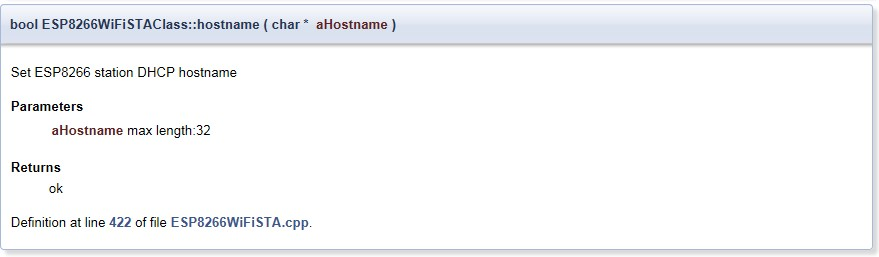 bool ESP8266WiFiSTAClass::hostname ( char * aHostname )
Set ESP8266 station DHCP hostname
Parameters
aHostname max length:32
Returns
ok
Definition at line 422 of file ESP8266WiFiSTA.cpp.